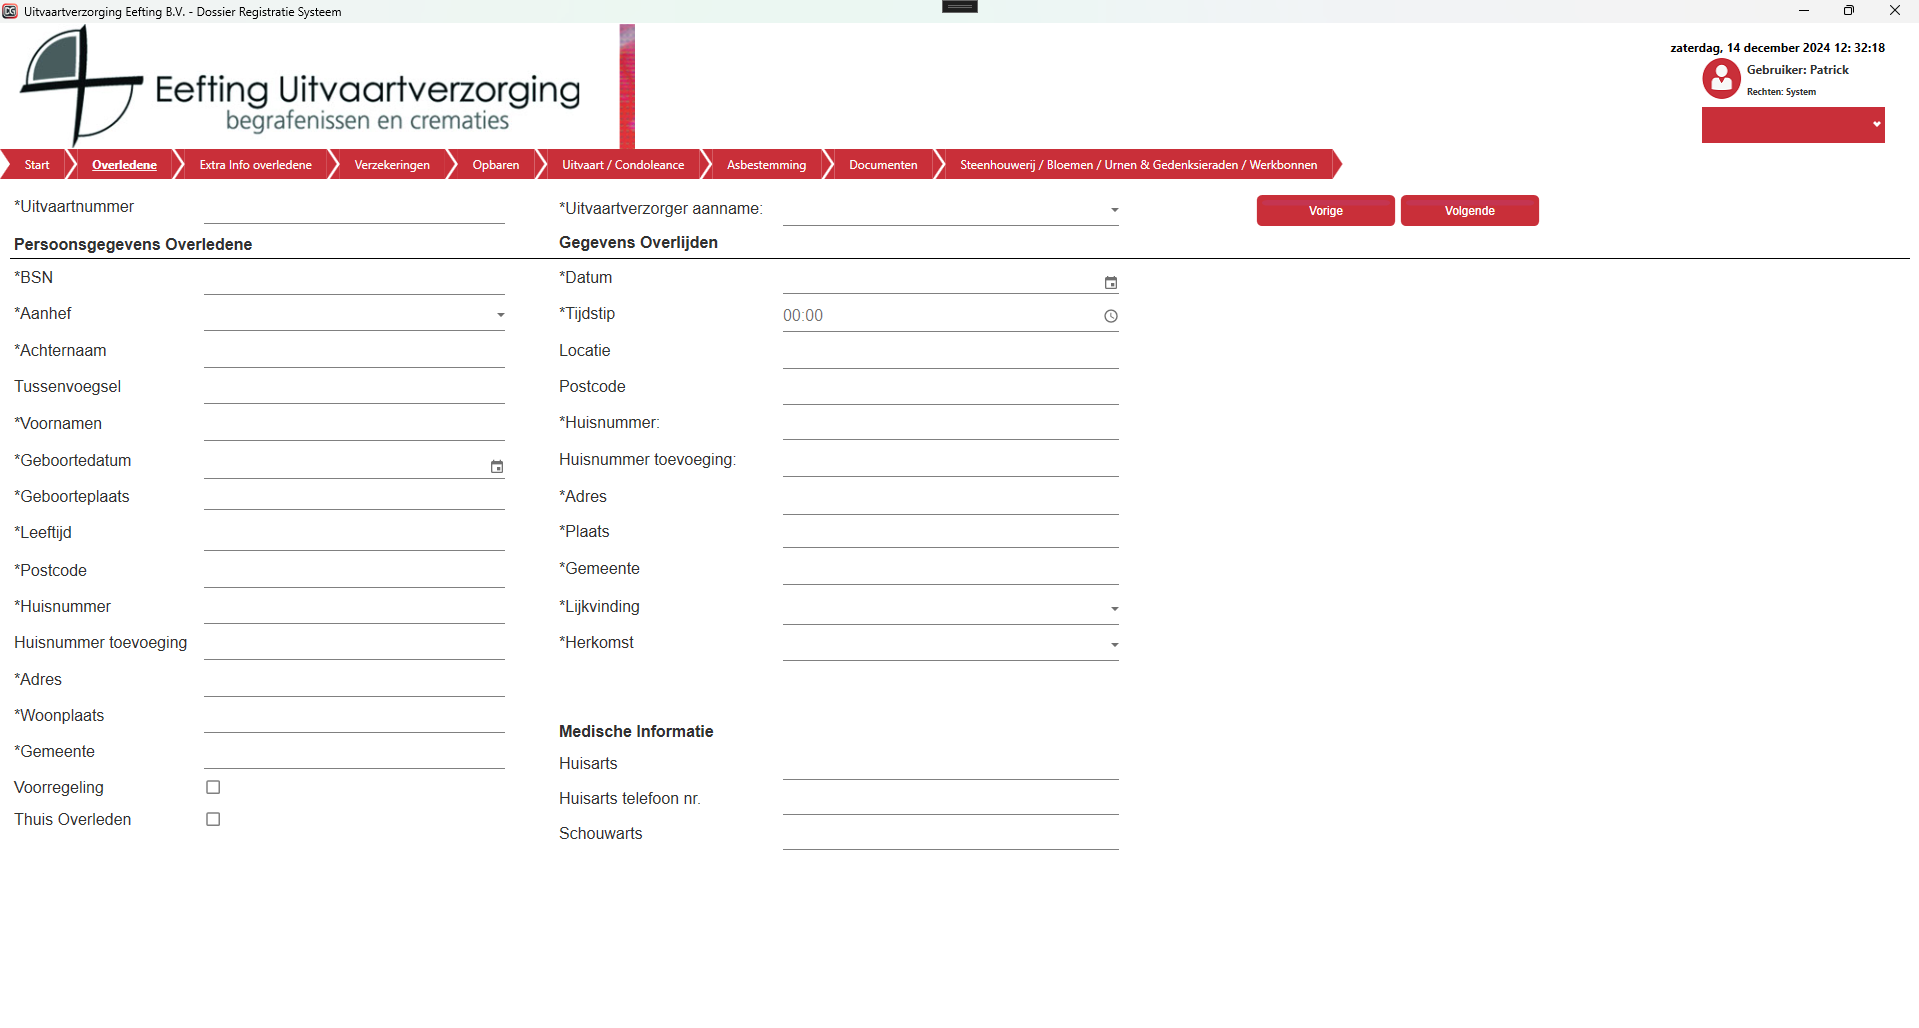 Uitvaartverzorging Eefting B.V. - Dossier Registratie Systeem
Eefting Uitvaartverzorging
begrafenissen en crematies
zaterdag, 14 december 2024 12: 32:18
Gebruiker: Patrick
Rechten: System
Start
Overledene
Extra Info overledene
Verzekeringen
Opbaren
Uitvaart / Condoleance
Asbestemming
Documenten
Steenhouwerij / Bloemen / Urnen & Gedenksieraden / Werkbonnen
*Uitvaartnummer
*Uitvaartverzorger aanname:
Vorige
Volgende
Persoonsgegevens Overledene
*BSN
*Aanhef
*Achternaam
Tussenvoegsel
*Voornamen
*Geboortedatum
*Geboorteplaats
*Leeftijd
*Postcode
*Huisnummer
Huisnummer toevoeging
*Adres
*Woonplaats
*Gemeente
Voorregeling
Thuis Overleden
Gegevens Overlijden
*Datum
*Tijdstip
00:00
Locatie
Postcode
*Huisnummer:
Huisnummer toevoeging:
*Adres
*Plaats
*Gemeente
*Lijkvinding
*Herkomst
Medische Informatie
Huisarts
Huisarts telefoon nr.
Schouwarts